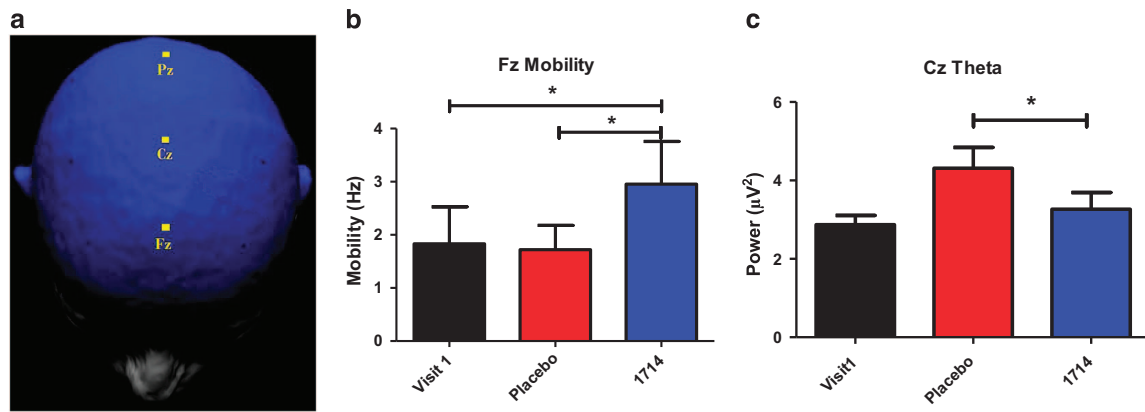 a
Pz
Cz
Fz
b
Fz Mobility
*
*
Mobility (Hz)
4
3
2
1
0
Visit 1
Placebo
1714
c
Cz Theta
*
Power (μV²)
6
4
2
0
Visit1
Placebo
1714